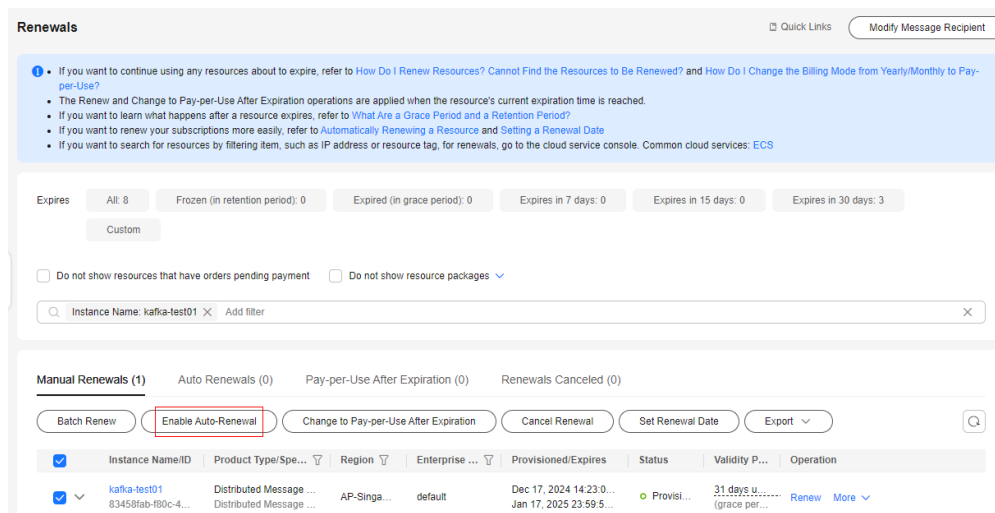 Renewals
Quick Links
Modify Message Recipient
If you want to continue using any resources about to expire, refer to How Do I Renew Resources? Cannot Find the Resources to Be Renewed? and How Do I Change the Billing Mode from Yearly/Monthly to Pay-
per-Use?
The Renew and Change to Pay-per-Use After Expiration operations are applied when the resource's current expiration time is reached.
If you want to learn what happens after a resource expires, refer to What Are a Grace Period and a Retention Period?
If you want to renew your subscriptions more easily, refer to Automatically Renewing a Resource and Setting a Renewal Date
If you want to search for resources by filtering item, such as IP address or resource tag, for renewals, go to the cloud service console. Common cloud services: ECS
Expires All: 8 Frozen (in retention period): 0 Expired (in grace period): 0 Expires in 7 days: 0 Expires in 15 days: 0 Expires in 30 days: 3
Custom
Do not show resources that have orders pending payment Do not show resource packages
Instance Name: kafka-test01 Add filter
Manual Renewals (1) Auto Renewals (0) Pay-per-Use After Expiration (0) Renewals Canceled (0)
Batch Renew Enable Auto-Renewal Change to Pay-per-Use After Expiration Cancel Renewal Set Renewal Date Export
Instance Name/ID Product Type/Spe... Region Enterprise ... Provisioned/Expires Status Validity P... Operation
kafka-test01 Distributed Message ... AP-Singa... default Dec 17, 2024 14:23:0... Provisi... 31 days u... Renew More
83458fab-f80c-4... Distributed Message ... Jan 17, 2025 23:59:5... (grace per...